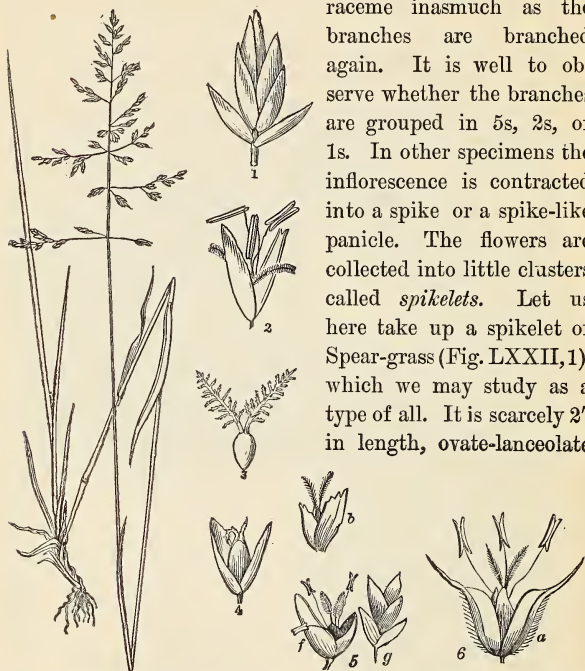 raceme inasmuch as the
branches are branched
again. It is well to ob
serve whether the branche
are grouped in 5s, 2s, or
1s. In other specimens the
inflorescence is contracted
into a spike or a spike-like
panicle. The flowers are
collected into little clusters
called spikelets. Let us
here take up a spikelet of
Spear-grass (Fig. LXXII, 1)
which we may study as a
type of all. It is scarcely 2'
in length, ovate-lanceolate
1
2
3
b
4
f 5 g
6 a